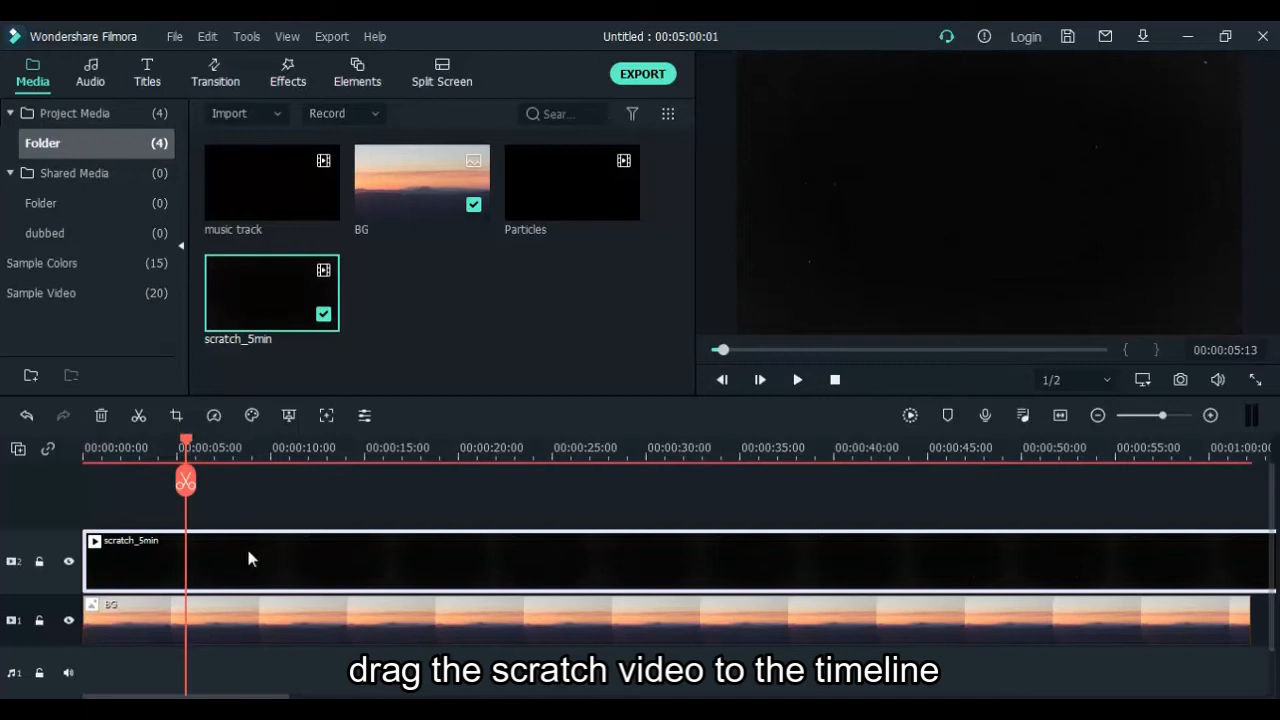 Wondershare Filmora File Edit Tools View Export Help Untitled : 00:05:00:01 Login
Media Audio Titles Transition Effects Elements Split Screen EXPORT
Project Media (4)
Folder (4)
Shared Media (0)
Folder (0)
dubbed (0)
Sample Colors (15)
Sample Video (20)
Import Record Sear...
music track BG Particles
scratch_5min
1/2 00:00:05:13
00:00:00:00 00:00:05:00 00:00:10:00 00:00:15:00 00:00:20:00 00:00:25:00 00:00:30:00 00:00:35:00 00:00:40:00 00:00:45:00 00:00:50:00 00:00:55:00 00:01:00:00
2 scratch_5min
1 BG
1
drag the scratch video to the timeline